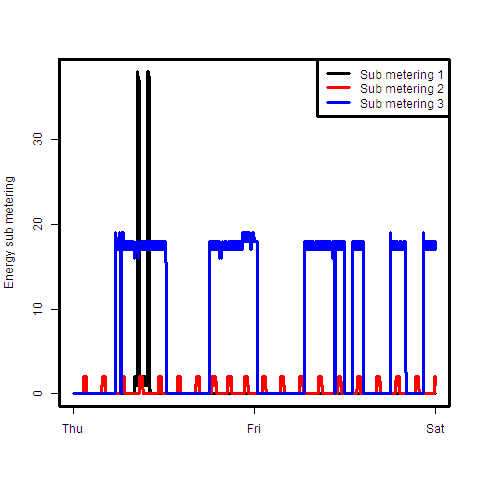 Sub metering 1
Sub metering 2
Sub metering 3
Energy sub metering
30
20
10
0
Thu
Fri
Sat